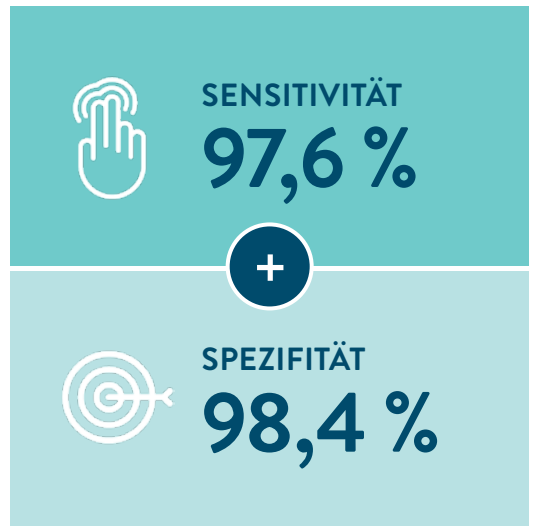 SENSITIVITÄT
97,6 %
+
SPEZIFITÄT
98,4 %